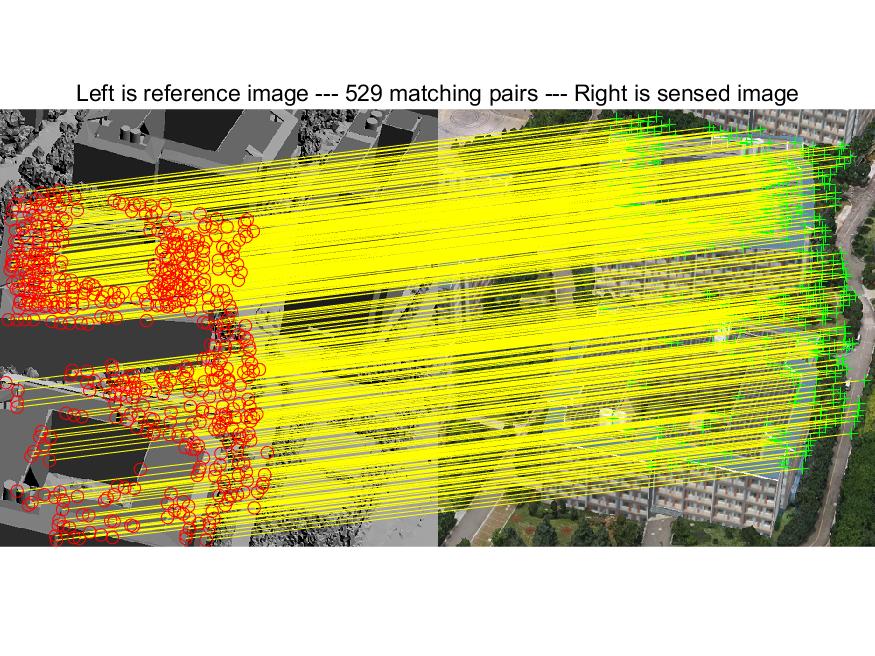 Left is reference image --- 529 matching pairs --- Right is sensed image